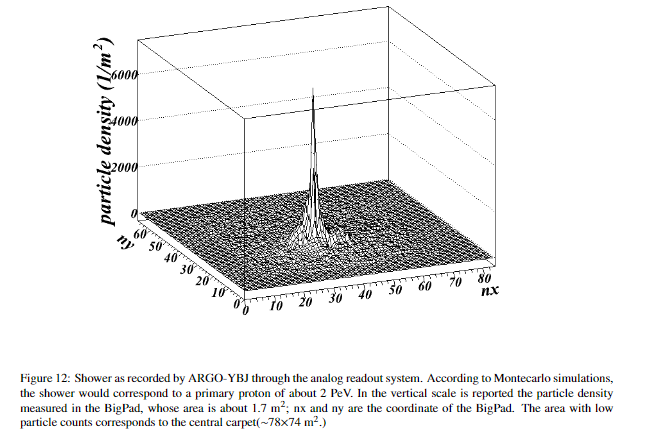 particle density (1/m²)
6000
4000
2000
0
ny
60
50
40
30
20
10
0
0
10
20
30
40
50
60
70
80
nx
Figure 12: Shower as recorded by ARGO-YBJ through the analog readout system. According to Montecarlo simulations,
the shower would correspond to a primary proton of about 2 PeV. In the vertical scale is reported the particle density
measured in the BigPad, whose area is about 1.7 m²; nx and ny are the coordinate of the BigPad. The area with low
particle counts corresponds to the central carpet(~78×74 m².)